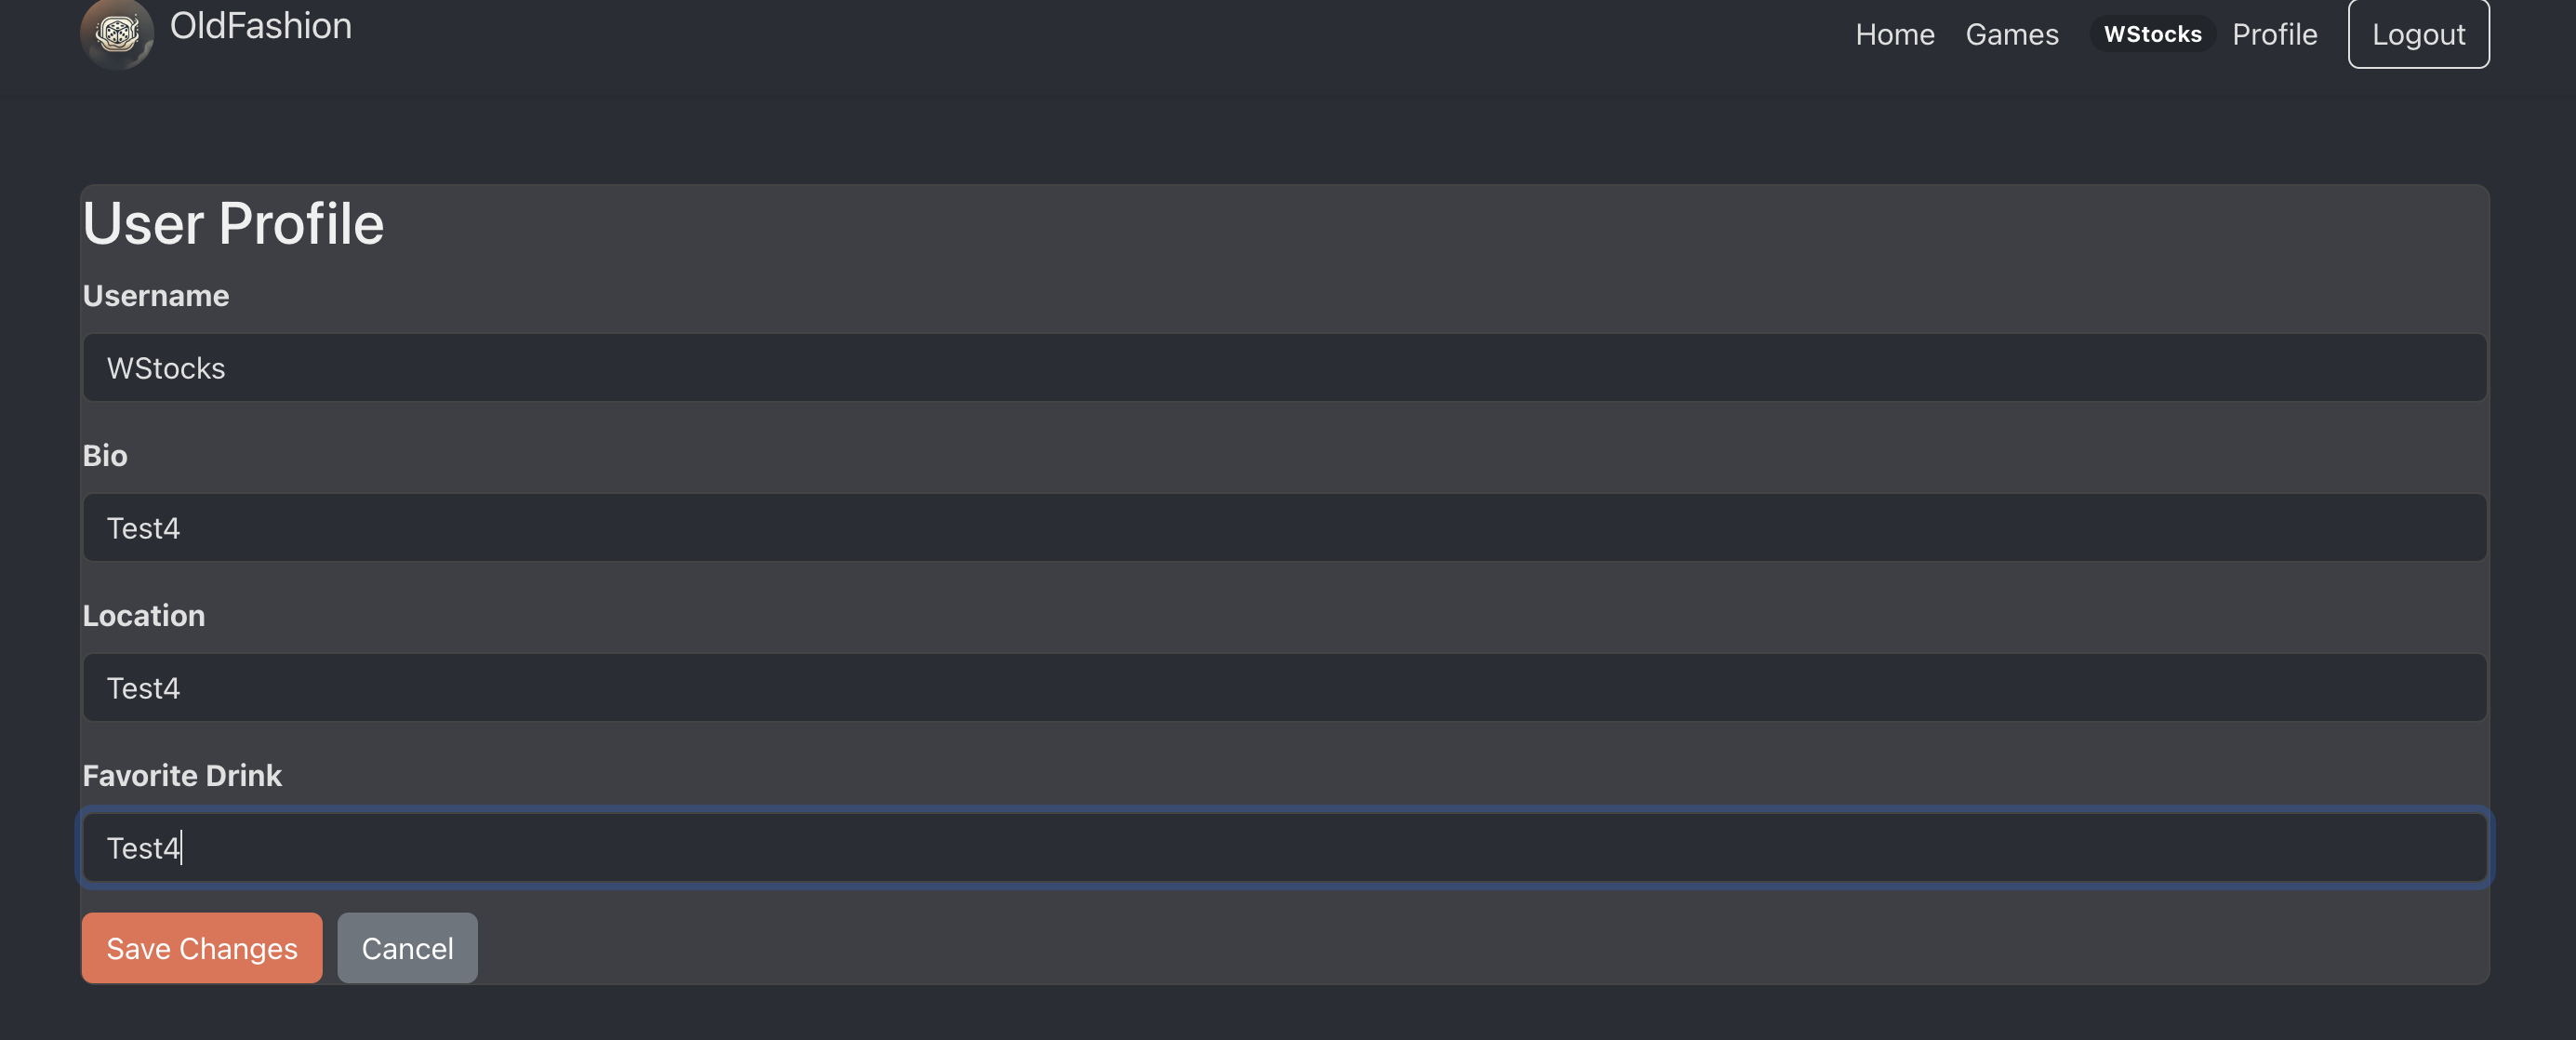 OldFashion
Home Games WStocks Profile Logout
User Profile
Username
WStocks
Bio
Test4
Location
Test4
Favorite Drink
Test4
Save Changes Cancel